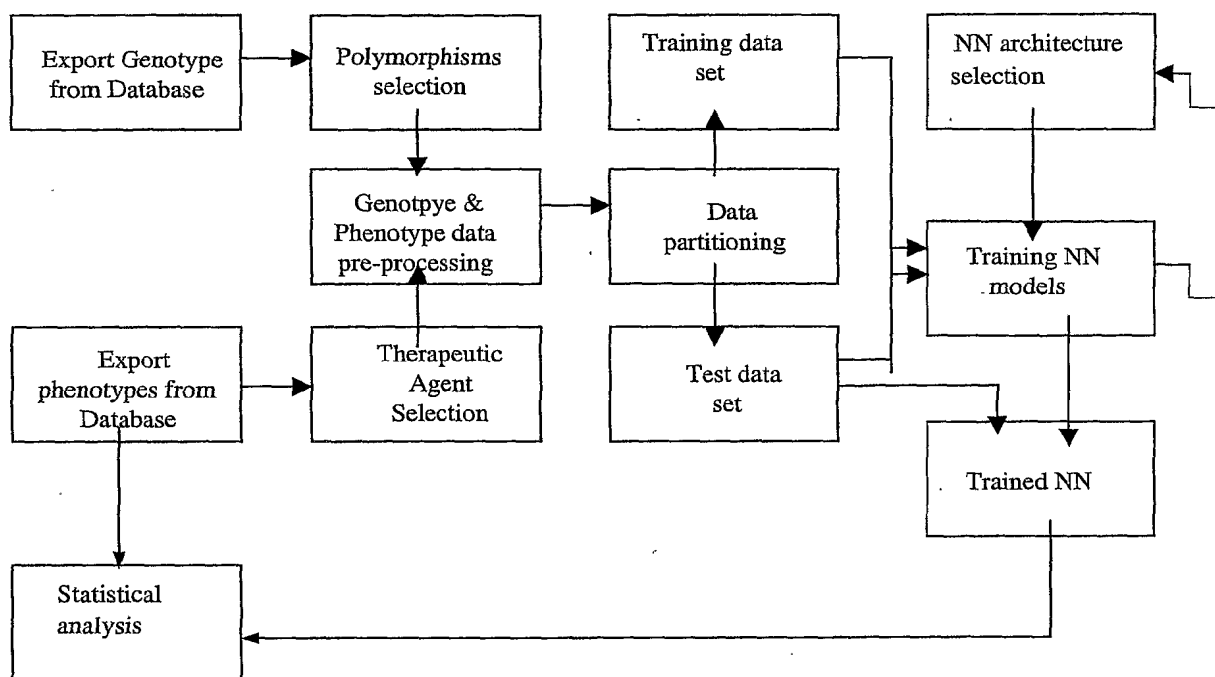 Export Genotype
from Database
Polymorphisms
selection
Training data
set
NN architecture
selection
Genotpye &
Phenotype data
pre-processing
Data
partitioning
Training NN
models
Export
phenotypes from
Database
Therapeutic
Agent
Selection
Test data
set
Trained NN
Statistical
analysis